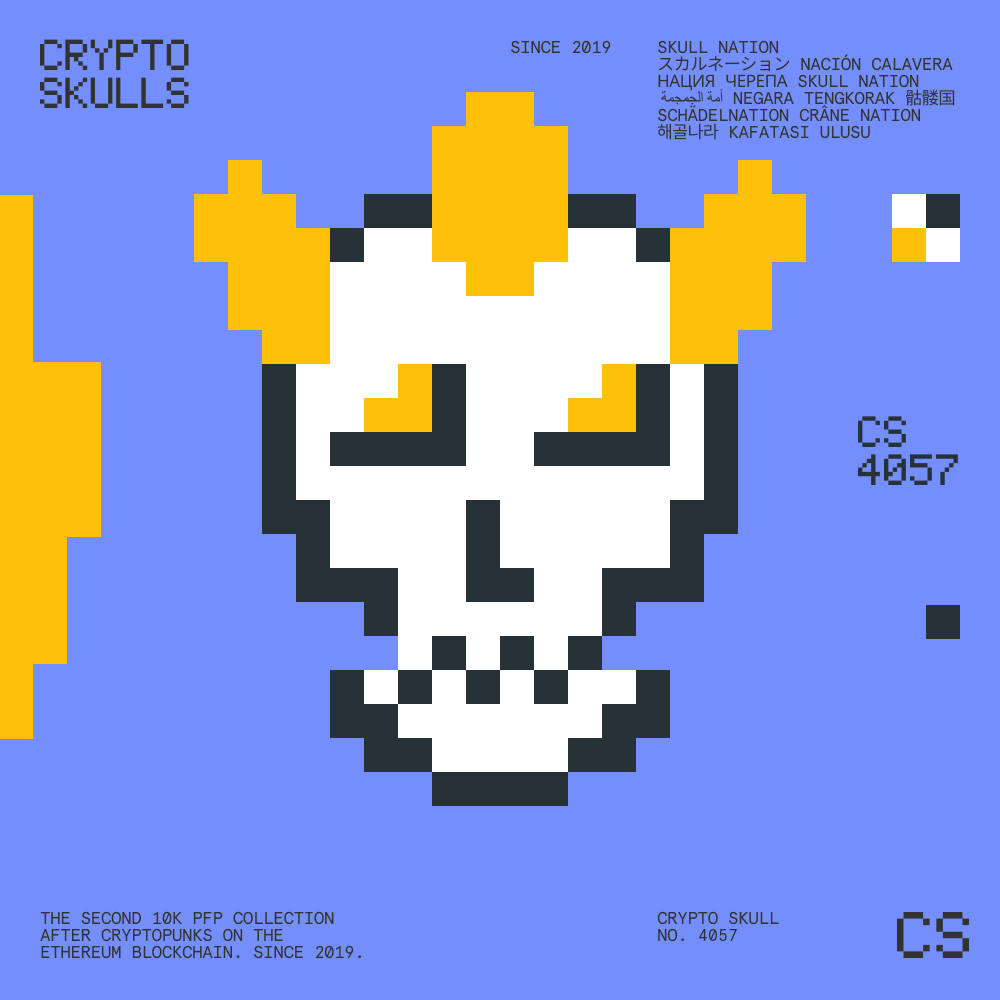 CRYPTO
SKULLS
SINCE 2019
SKULL NATION
スカルネーション NACIÓN CALAVERA
НАЦИЯ ЧЕРЕПА SKULL NATION
أمة الجمجمة NEGARA TENGKORAK 骷髅国
SCHÄDELNATION CRÂNE NATION
해골나라 KAFATASI ULUSU
CS
4057
THE SECOND 10K PFP COLLECTION
AFTER CRYPTOPUNKS ON THE
ETHEREUM BLOCKCHAIN. SINCE 2019.
CRYPTO SKULL
NO. 4057
CS